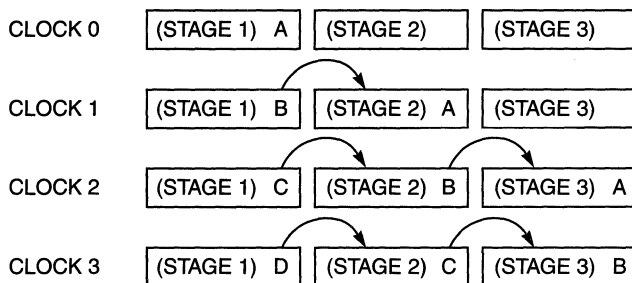 CLOCK 0 (STAGE 1) A (STAGE 2) (STAGE 3)
CLOCK 1 (STAGE 1) B (STAGE 2) A (STAGE 3)
CLOCK 2 (STAGE 1) C (STAGE 2) B (STAGE 3) A
CLOCK 3 (STAGE 1) D (STAGE 2) C (STAGE 3) B